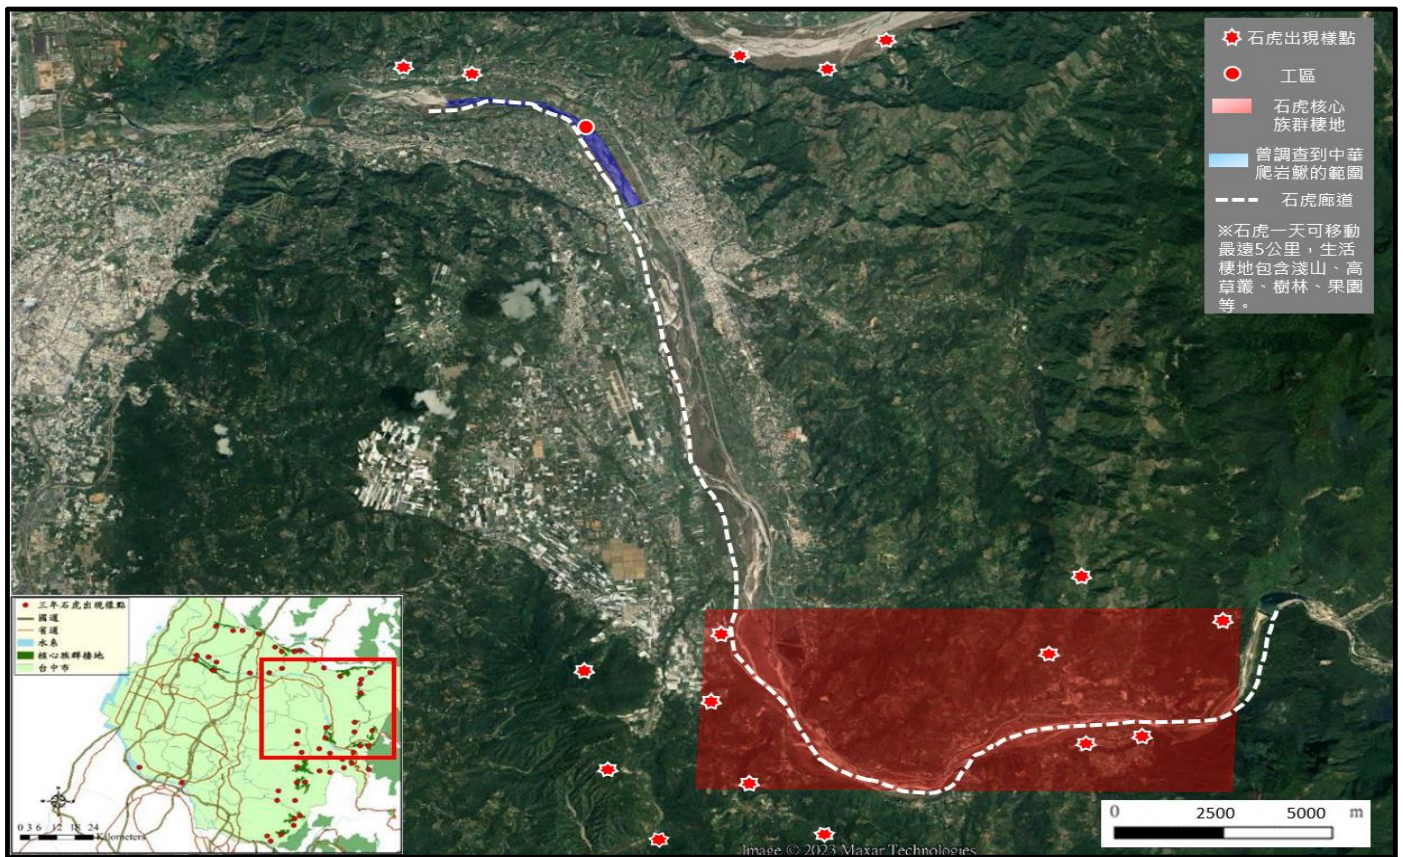 石虎出現樣點
工區
石虎核心
族群棲地
曾調查到中華
爬岩鰍的範圍
石虎廊道
※石虎一天可移動
最遠5公里，生活
棲地包含淺山、高
草叢、樹林、果園
等。
三年石虎出現樣點
國道
省道
水系
核心族群棲地
台中市
0 3 6 12 18 24
Kilometers
0 2500 5000 m
Image © 2023 Maxar Technologies